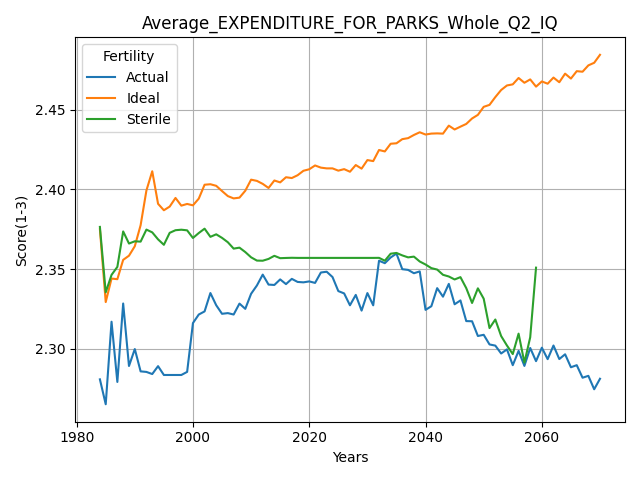 Average_EXPENDITURE_FOR_PARKS_Whole_Q2_IQ
Fertility
Actual
Ideal
Sterile
Score(1-3)
2.45
2.40
2.35
2.30
1980
2000
2020
2040
2060
Years